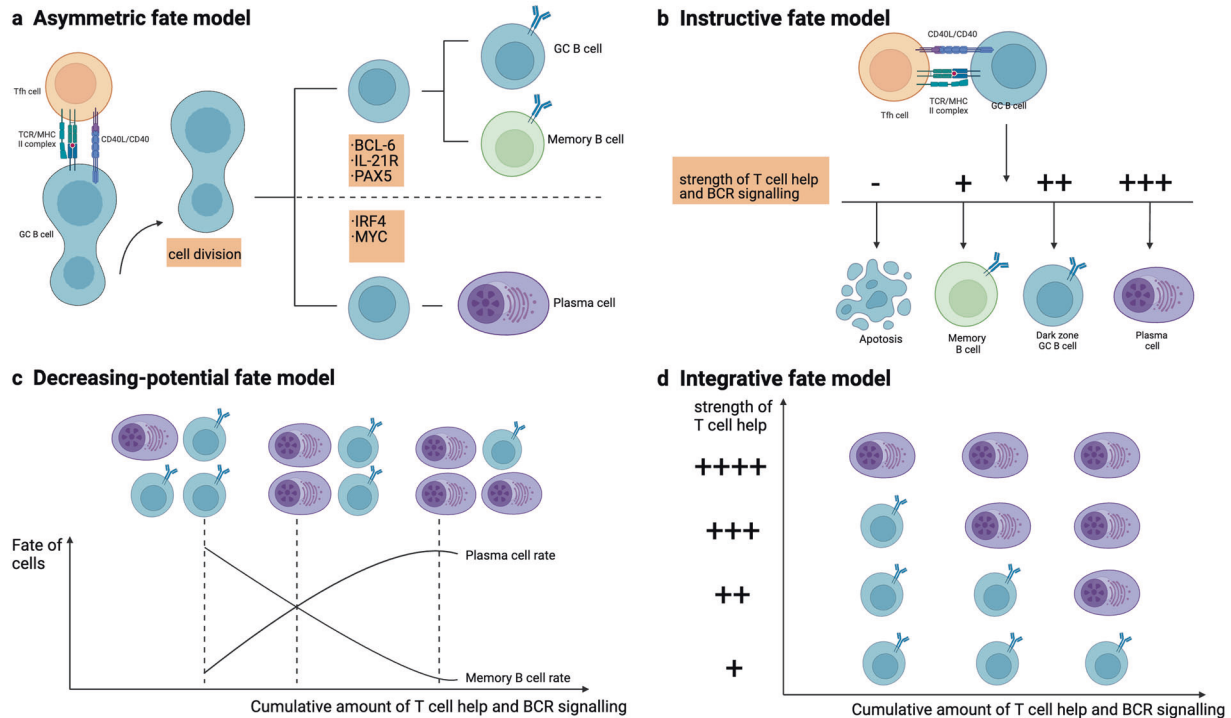 a Asymmetric fate model
Tfh cell
TCR/MHC
II complex
CD40L/CD40
GC B cell
cell division
·BCL-6
·IL-21R
·PAX5
·IRF4
·MYC
GC B cell
Memory B cell
Plasma cell
b Instructive fate model
CD40L/CD40
Tfh cell
TCR/MHC
II complex
GC B cell
strength of T cell help
and BCR signalling
- + ++ +++
Apotosis
Memory
B cell
Dark zone
GC B cell
Plasma
cell
c Decreasing-potential fate model
Fate of
cells
Plasma cell rate
Memory B cell rate
Cumulative amount of T cell help and BCR signalling
d Integrative fate model
strength of
T cell help
++++
+++
++
+
Cumulative amount of T cell help and BCR signalling